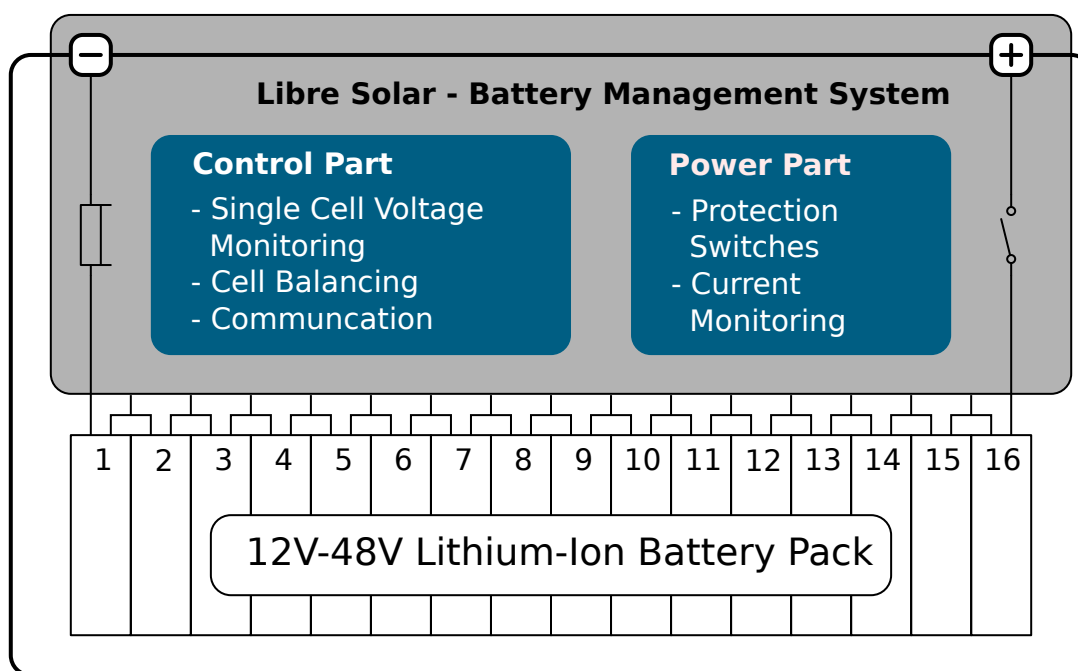 −
+
Libre Solar - Battery Management System
Control Part
- Single Cell Voltage
Monitoring
- Cell Balancing
- Communcation
Power Part
- Protection
Switches
- Current
Monitoring
1 2 3 4 5 6 7 8 9 10 11 12 13 14 15 16
12V-48V Lithium-Ion Battery Pack